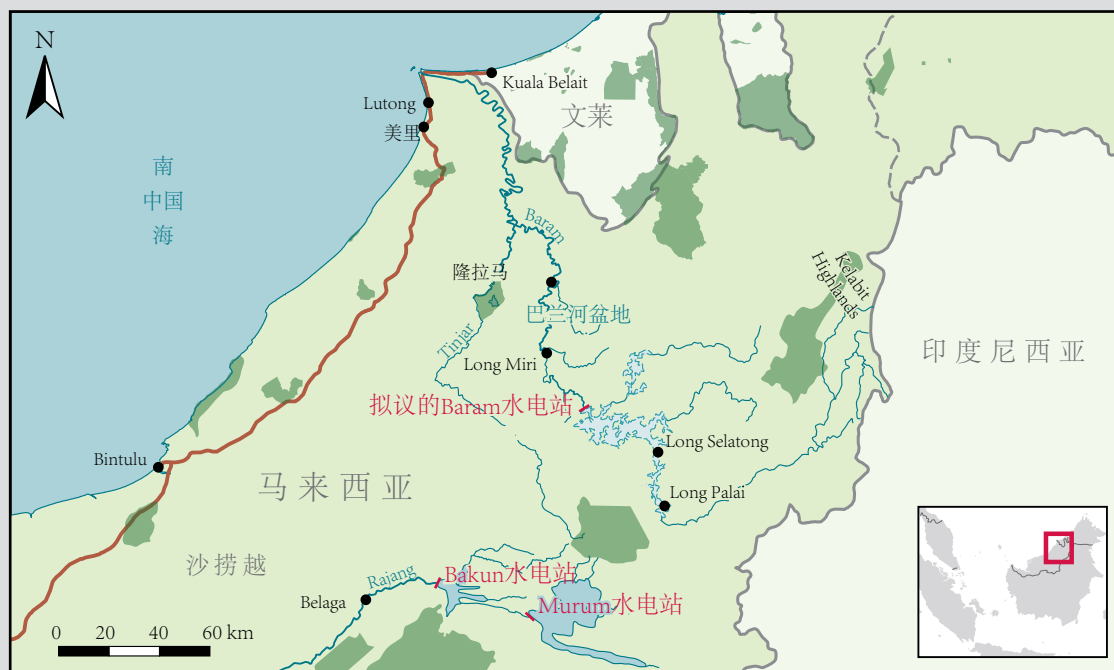 N
Kuala Belait
Lutong
美里
文莱
南
中国
海
Baram
隆拉马
Kelabit
Highlands
巴兰河盆地
Tinjar
Long Miri
印度尼西亚
拟议的Baram水电站
Long Selatong
Bintulu
马来西亚
Long Palai
沙捞越
Rajang
Bakun水电站
Belaga
Murum水电站
0 20 40 60 km